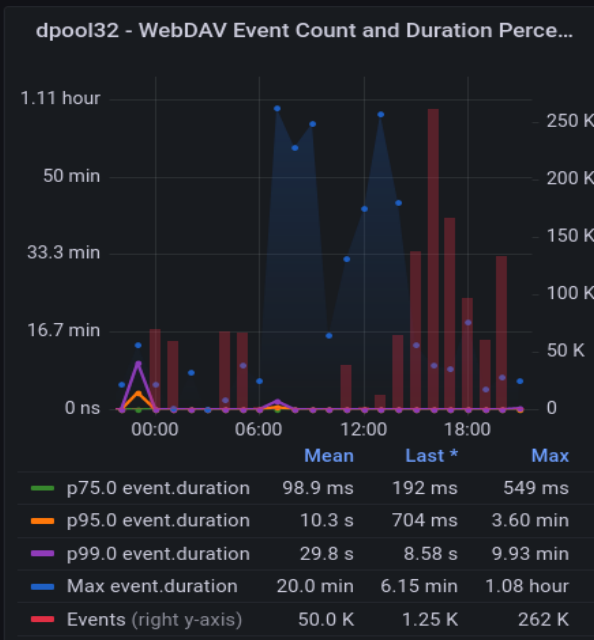 dpool32 - WebDAV Event Count and Duration Perce...
1.11 hour
250 K
50 min
200 K
150 K
33.3 min
100 K
16.7 min
50 K
0 ns
0
00:00 06:00 12:00 18:00
Mean Last * Max
p75.0 event.duration 98.9 ms 192 ms 549 ms
p95.0 event.duration 10.3 s 704 ms 3.60 min
p99.0 event.duration 29.8 s 8.58 s 9.93 min
Max event.duration 20.0 min 6.15 min 1.08 hour
Events (right y-axis) 50.0 K 1.25 K 262 K